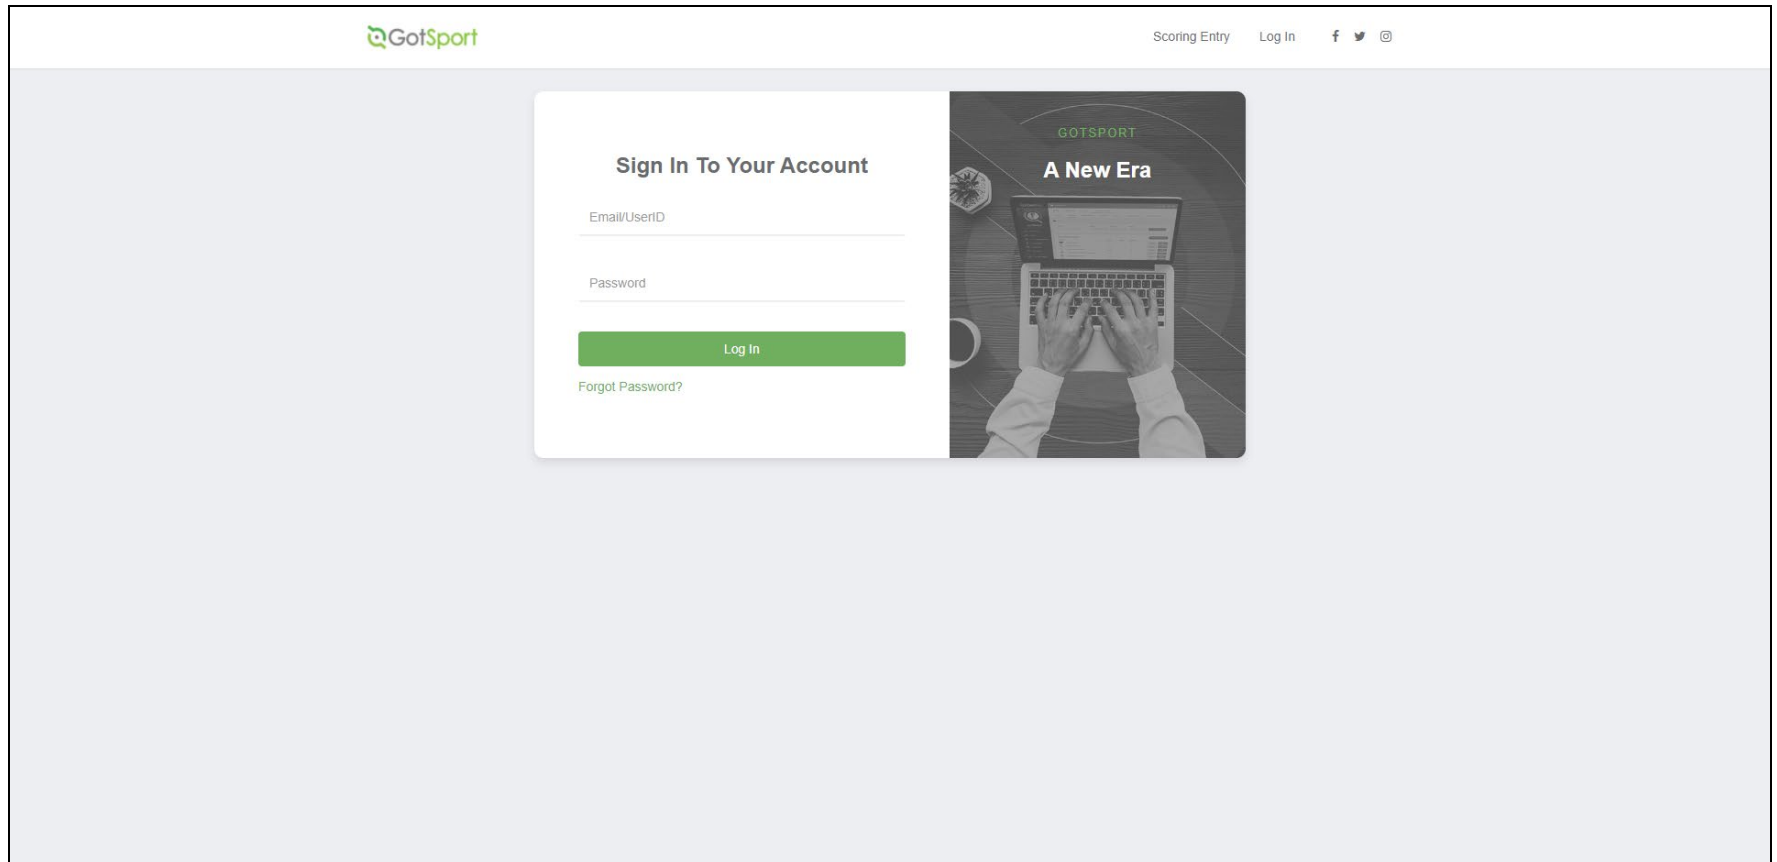 GotSport
Scoring Entry
Log In
Sign In To Your Account
Email/UserID
Password
Log In
Forgot Password?
GOTSPORT
A New Era